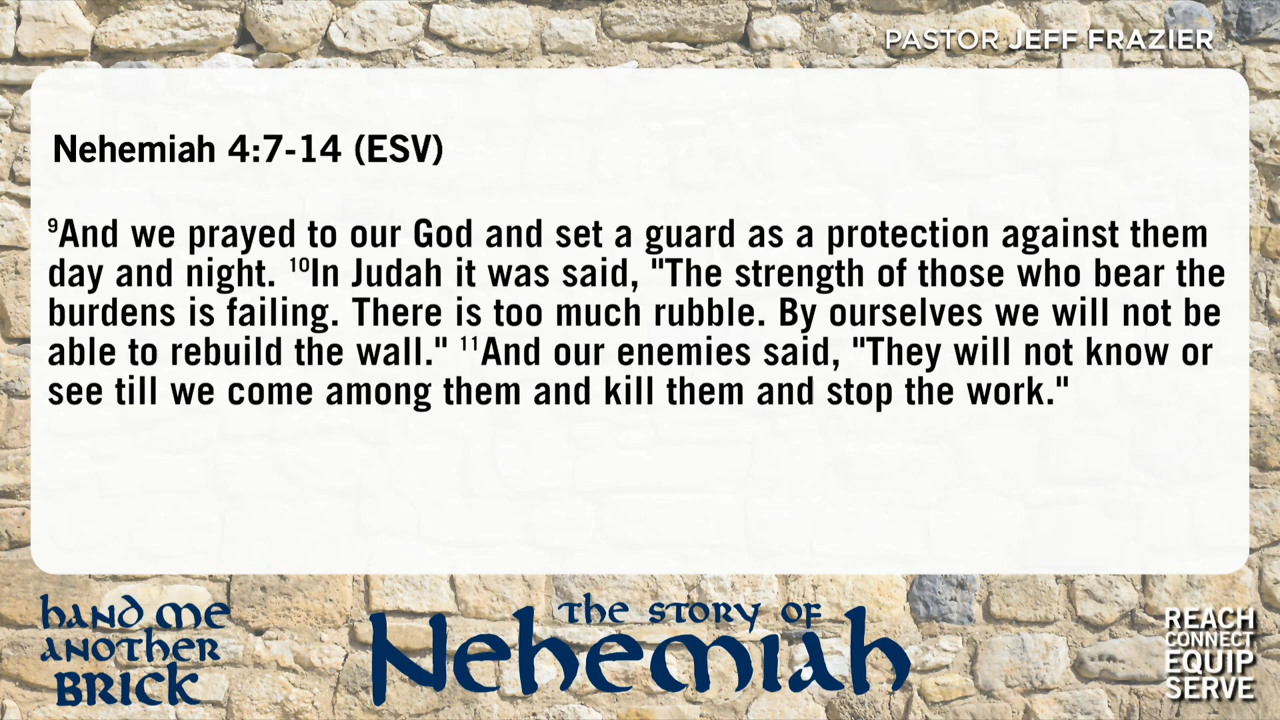 PASTOR JEFF FRAZIER
Nehemiah 4:7-14 (ESV)
⁹And we prayed to our God and set a guard as a protection against them
day and night. ¹⁰In Judah it was said, "The strength of those who bear the
burdens is failing. There is too much rubble. By ourselves we will not be
able to rebuild the wall." ¹¹And our enemies said, "They will not know or
see till we come among them and kill them and stop the work."
hand me
another
brick
the story of
Nehemiah
REACH
CONNECT
EQUIP
SERVE